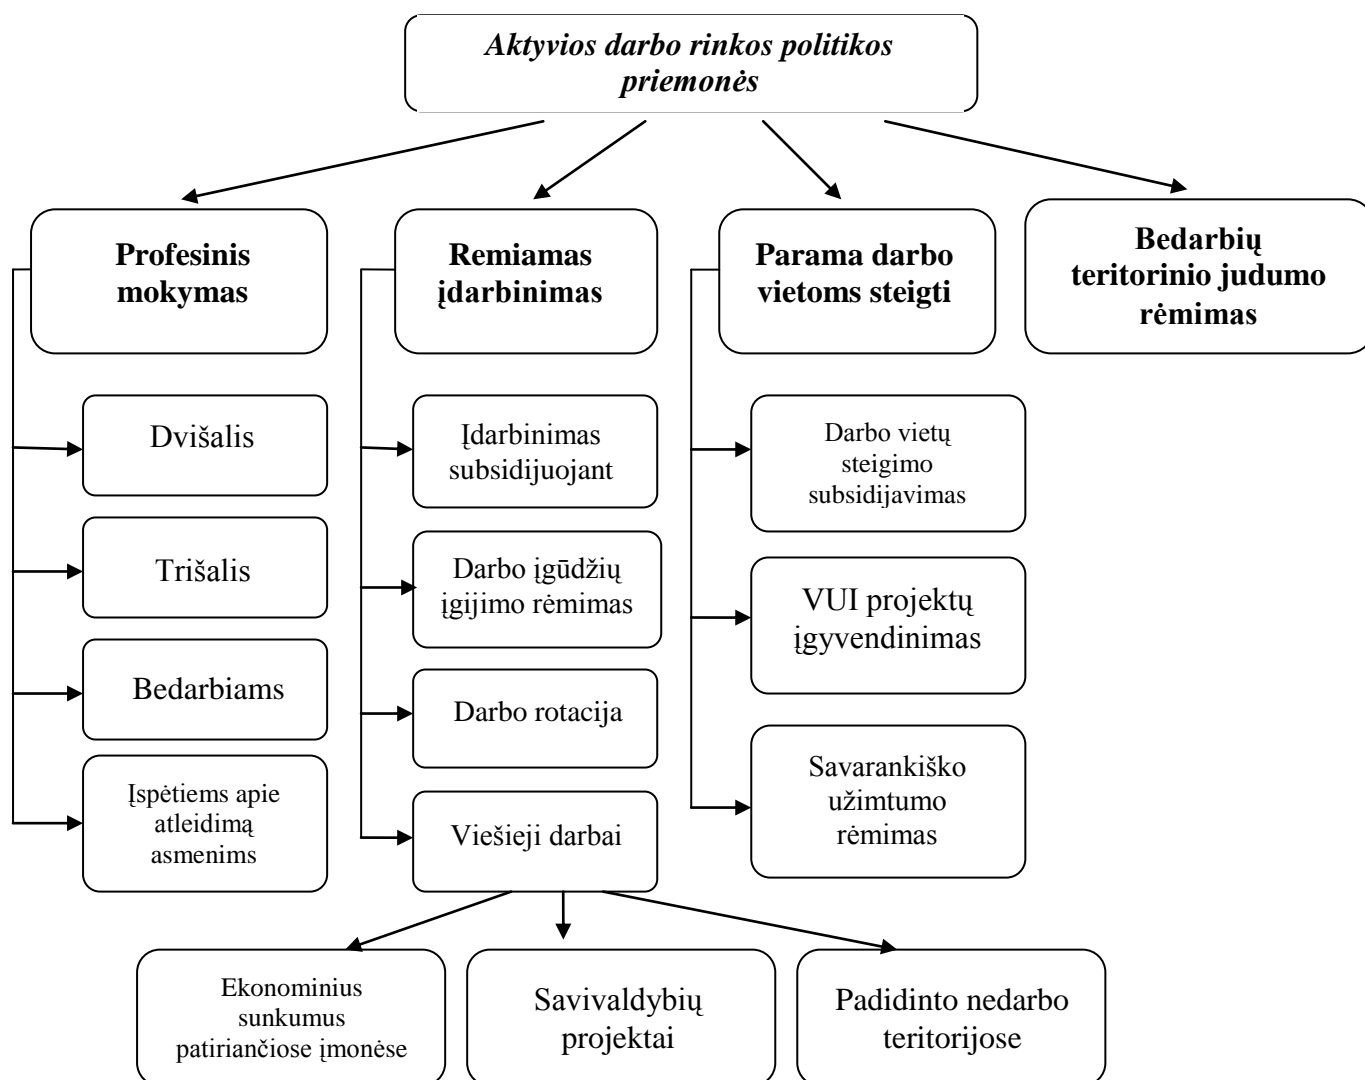 Aktyvios darbo rinkos politikos
priemonės
Profesinis
mokymas
Remiamas
įdarbinimas
Parama darbo
vietoms steigti
Bedarbių
teritorinio judumo
rėmimas
Dvišalis
Trišalis
Bedarbiams
Įspėtiems apie
atleidimą
asmenims
Įdarbinimas
subsidijuojant
Darbo įgūdžių
įgijimo rėmimas
Darbo rotacija
Viešieji darbai
Darbo vietų
steigimo
subsidijavimas
VUI projektų
įgyvendinimas
Savarankiško
užimtumo
rėmimas
Ekonominius
sunkumus
patiriančiose įmonėse
Savivaldybių
projektai
Padidinto nedarbo
teritorijose